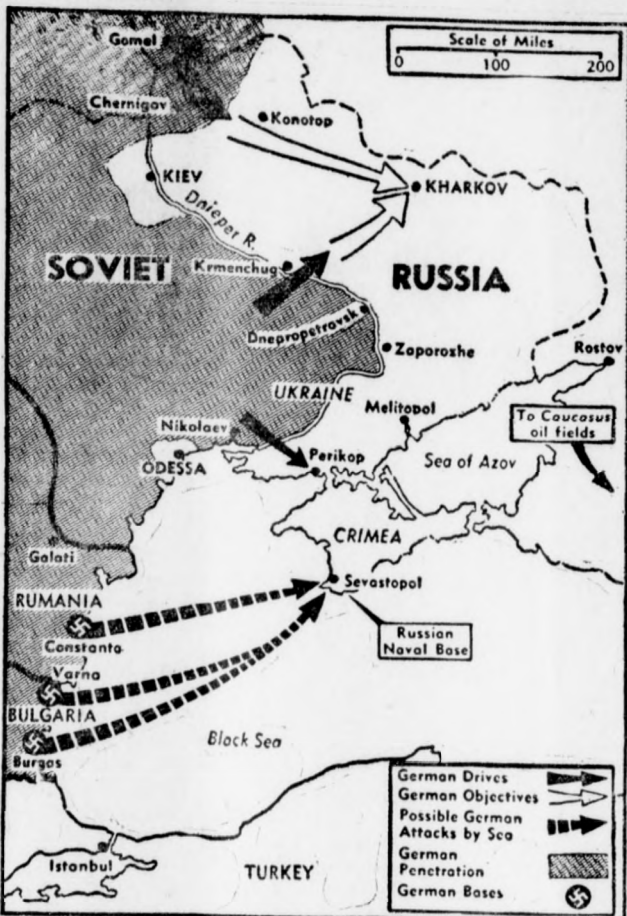 Gomel
Scale of Miles
0 100 200
Chernigov
Konotop
KIEV
KHARKOV
Dnieper R.
SOVIET RUSSIA
Krmenchug
Dnepropetrovsk
Zaporozhe
Rostov
UKRAINE
Melitopol
Nikolaev
To Caucasus
oil fields
ODESSA
Perikop
Sea of Azov
CRIMEA
Galati
Sevastopol
RUMANIA
Constanta
Russian
Naval Base
Varna
BULGARIA
Burgas
Black Sea
German Drives
German Objectives
Possible German
Attacks by Sea
German
Penetration
German Bases
Istanbul
TURKEY